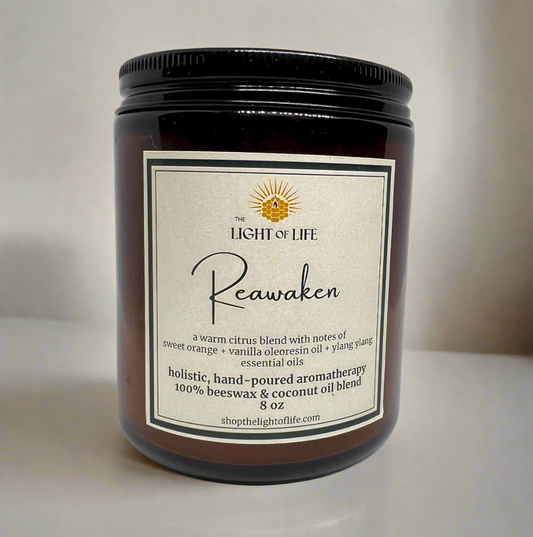 THE
LIGHT OF LIFE
Reawaken
a warm citrus blend with notes of
sweet orange + vanilla oleoresin oil + ylang ylang
essential oils
holistic, hand-poured aromatherapy
100% beeswax & coconut oil blend
8 oz
shopthelightoflife.com